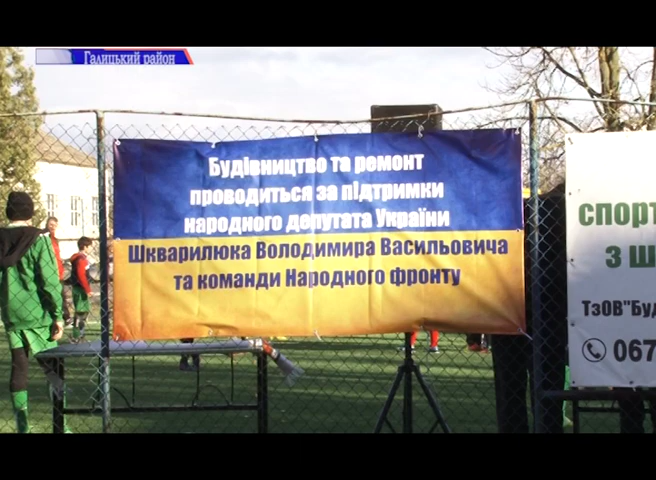 Галицький район
Будівництво та ремонт
проводиться за підтримки
народного депутата України
Шкварилюка Володимира Васильовича
та команди Народного фронту
спорт
з ш
ТзОВ"Буд
067